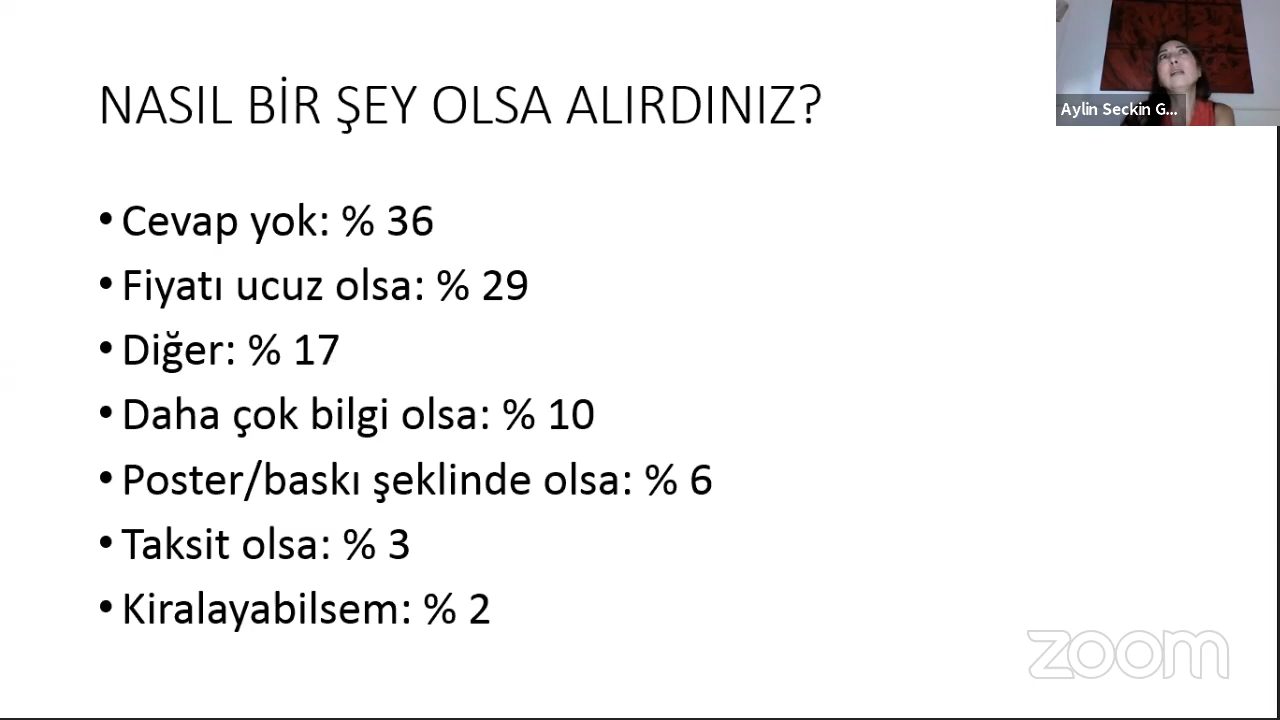 NASIL BİR ŞEY OLSA ALIRDINIZ?
Aylin Seckin G...
• Cevap yok: % 36
• Fiyatı ucuz olsa: % 29
• Diğer: % 17
• Daha çok bilgi olsa: % 10
• Poster/baskı şeklinde olsa: % 6
• Taksit olsa: % 3
• Kiralayabilsem: % 2
zoom